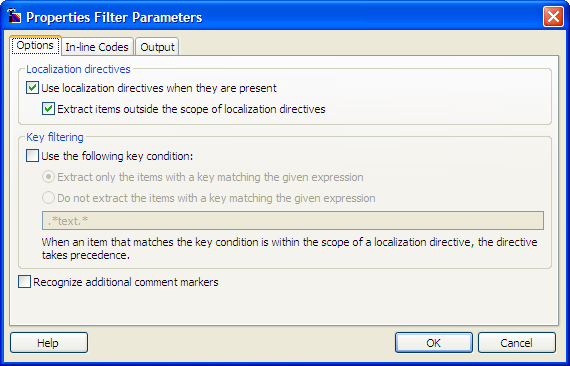 Properties Filter Parameters
Options In-line Codes Output
Localization directives
Use localization directives when they are present
Extract items outside the scope of localization directives
Key filtering
Use the following key condition:
Extract only the items with a key matching the given expression
Do not extract the items with a key matching the given expression
.*text.*
When an item that matches the key condition is within the scope of a localization directive, the directive
takes precedence.
Recognize additional comment markers
Help OK Cancel